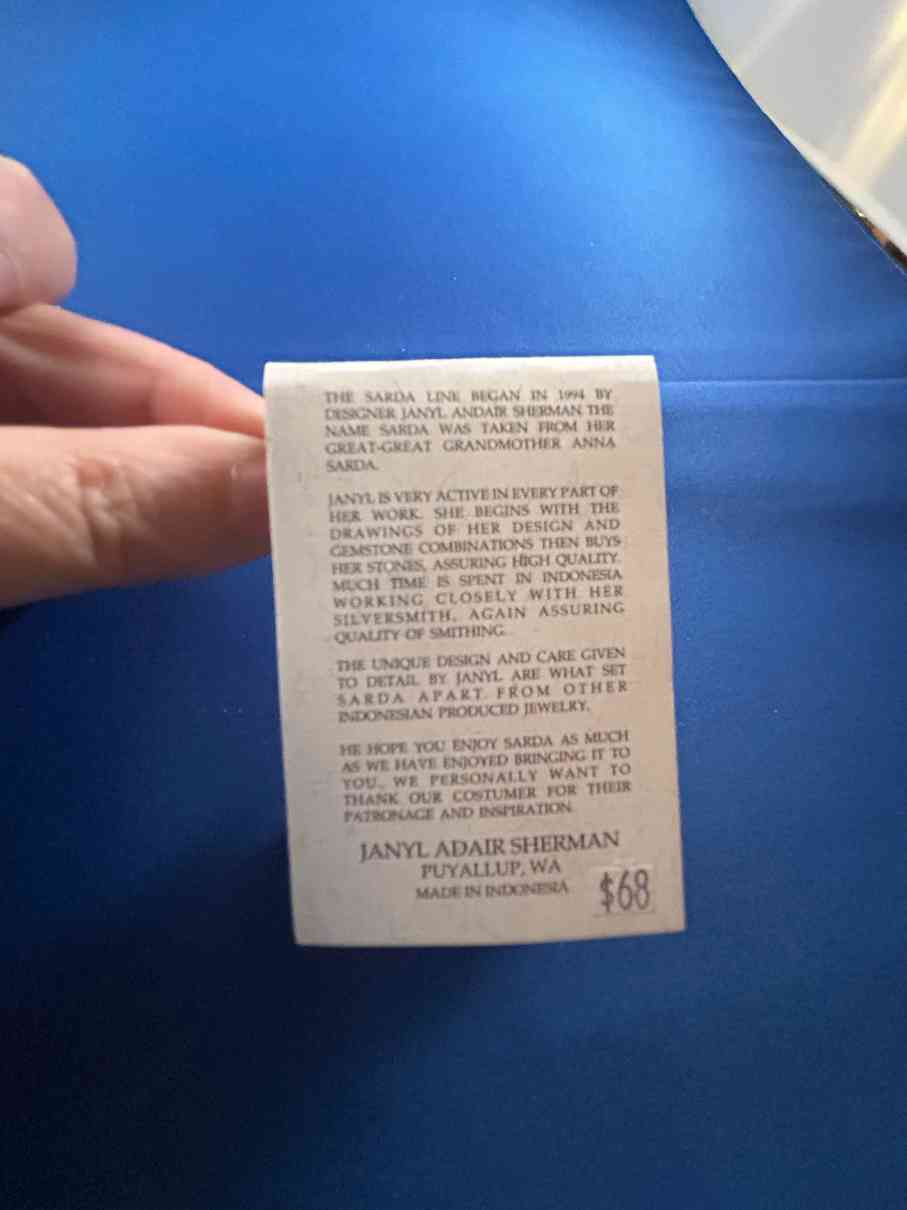 THE SARDA LINE BEGAN IN 1994 BY
DESIGNER JANYL ANDAIR SHERMAN THE
NAME SARDA WAS TAKEN FROM HER
GREAT-GREAT GRANDMOTHER ANNA
SARDA.
JANYL IS VERY ACTIVE IN EVERY PART OF
HER WORK. SHE BEGINS WITH THE
DRAWINGS OF HER DESIGN AND
GEMSTONE COMBINATIONS THEN BUYS
HER STONES, ASSURING HIGH QUALITY.
MUCH TIME IS SPENT IN INDONESIA
WORKING CLOSELY WITH HER
SILVERSMITH, AGAIN ASSURING
QUALITY OF SMITHING.
THE UNIQUE DESIGN AND CARE GIVEN
TO DETAIL BY JANYL ARE WHAT SET
SARDA APART FROM OTHER
INDONESIAN PRODUCED JEWELRY.
HE HOPE YOU ENJOY SARDA AS MUCH
AS WE HAVE ENJOYED BRINGING IT TO
YOU, WE PERSONALLY WANT TO
THANK OUR COSTUMER FOR THEIR
PATRONAGE AND INSPIRATION.
JANYL ADAIR SHERMAN
PUYALLUP, WA
MADE IN INDONESIA
$68